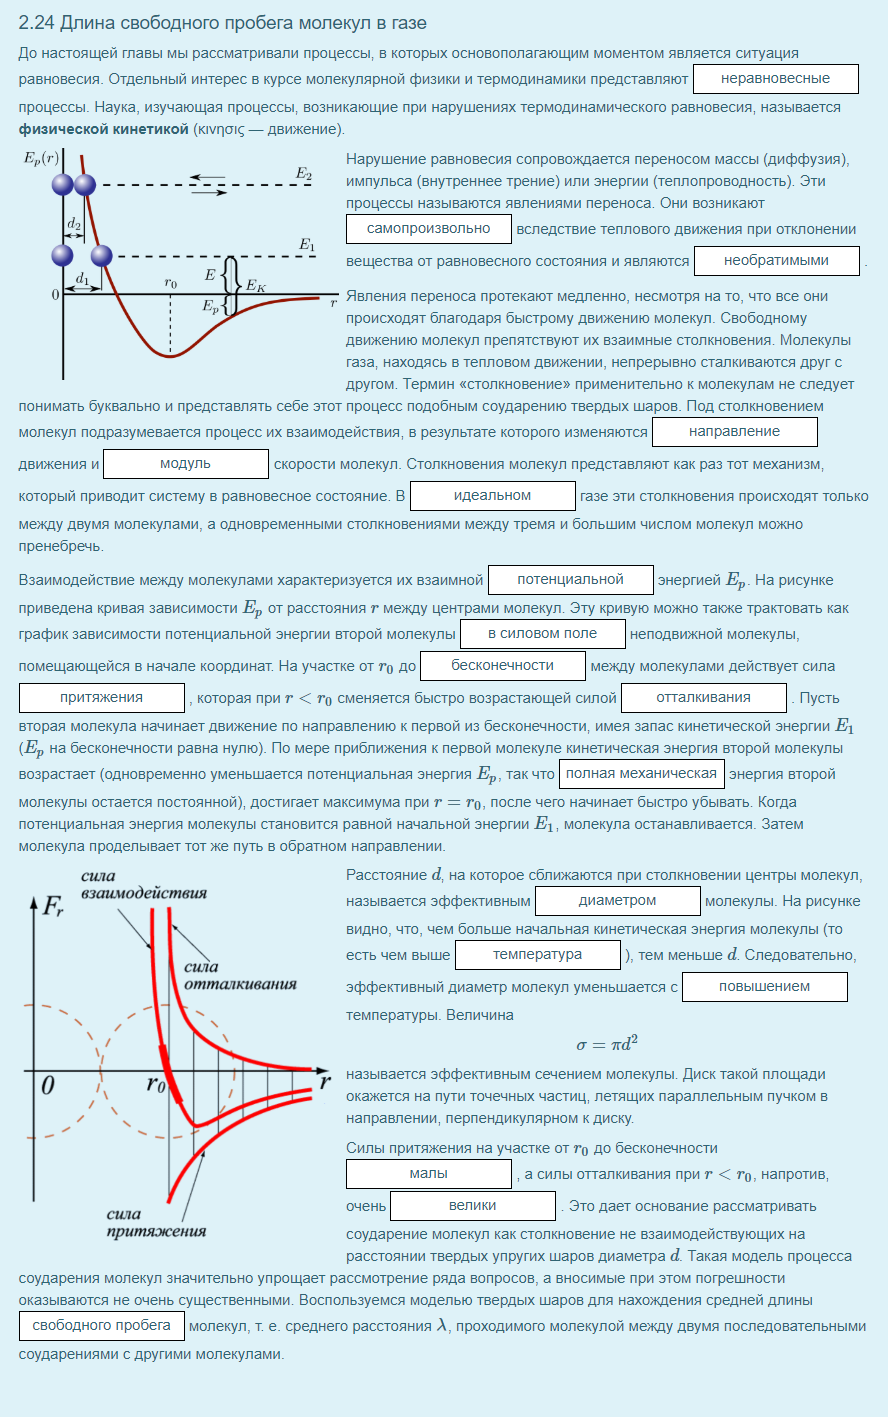 2.24 Длина свободного пробега молекул в газе
До настоящей главы мы рассматривали процессы, в которых основополагающим моментом является ситуация
равновесия. Отдельный интерес в курсе молекулярной физики и термодинамики представляют неравновесные
процессы. Наука, изучающая процессы, возникающие при нарушениях термодинамического равновесия, называется
физической кинетикой (κινησις — движение).
E_p(r)
E_2
d_2
E_1
d_1
r_0
E
E_K
0
E_p
r
Нарушение равновесия сопровождается переносом массы (диффузия),
импульса (внутреннее трение) или энергии (теплопроводность). Эти
процессы называются явлениями переноса. Они возникают
самопроизвольно вследствие теплового движения при отклонении
вещества от равновесного состояния и являются необратимыми .
Явления переноса протекают медленно, несмотря на то, что все они
происходят благодаря быстрому движению молекул. Свободному
движению молекул препятствуют их взаимные столкновения. Молекулы
газа, находясь в тепловом движении, непрерывно сталкиваются друг с
другом. Термин «столкновение» применительно к молекулам не следует
понимать буквально и представлять себе этот процесс подобным соударению твердых шаров. Под столкновением
молекул подразумевается процесс их взаимодействия, в результате которого изменяются направление
движения и модуль скорости молекул. Столкновения молекул представляют как раз тот механизм,
который приводит систему в равновесное состояние. В идеальном газе эти столкновения происходят только
между двумя молекулами, а одновременными столкновениями между тремя и большим числом молекул можно
пренебречь.
Взаимодействие между молекулами характеризуется их взаимной потенциальной энергией E_p. На рисунке
приведена кривая зависимости E_p от расстояния r между центрами молекул. Эту кривую можно также трактовать как
график зависимости потенциальной энергии второй молекулы в силовом поле неподвижной молекулы,
помещающейся в начале координат. На участке от r_0 до бесконечности между молекулами действует сила
притяжения , которая при r < r_0 сменяется быстро возрастающей силой отталкивания . Пусть
вторая молекула начинает движение по направлению к первой из бесконечности, имея запас кинетической энергии E_1
(E_p на бесконечности равна нулю). По мере приближения к первой молекуле кинетическая энергия второй молекулы
возрастает (одновременно уменьшается потенциальная энергия E_p, так что полная механическая энергия второй
молекулы остается постоянной), достигает максимума при r = r_0, после чего начинает быстро убывать. Когда
потенциальная энергия молекулы становится равной начальной энергии E_1, молекула останавливается. Затем
молекула проделывает тот же путь в обратном направлении.
сила
взаимодействия
F_r
сила
отталкивания
0
r_0
r
сила
притяжения
Расстояние d, на которое сближаются при столкновении центры молекул,
называется эффективным диаметром молекулы. На рисунке
видно, что, чем больше начальная кинетическая энергия молекулы (то
есть чем выше температура ), тем меньше d. Следовательно,
эффективный диаметр молекул уменьшается с повышением
температуры. Величина
σ = πd²
называется эффективным сечением молекулы. Диск такой площади
окажется на пути точечных частиц, летящих параллельным пучком в
направлении, перпендикулярном к диску.
Силы притяжения на участке от r_0 до бесконечности
малы , а силы отталкивания при r < r_0, напротив,
очень велики . Это дает основание рассматривать
соударение молекул как столкновение не взаимодействующих на
расстоянии твердых упругих шаров диаметра d. Такая модель процесса
соударения молекул значительно упрощает рассмотрение ряда вопросов, а вносимые при этом погрешности
оказываются не очень существенными. Воспользуемся моделью твердых шаров для нахождения средней длины
свободного пробега молекул, т. е. среднего расстояния λ, проходимого молекулой между двумя последовательными
соударениями с другими молекулами.